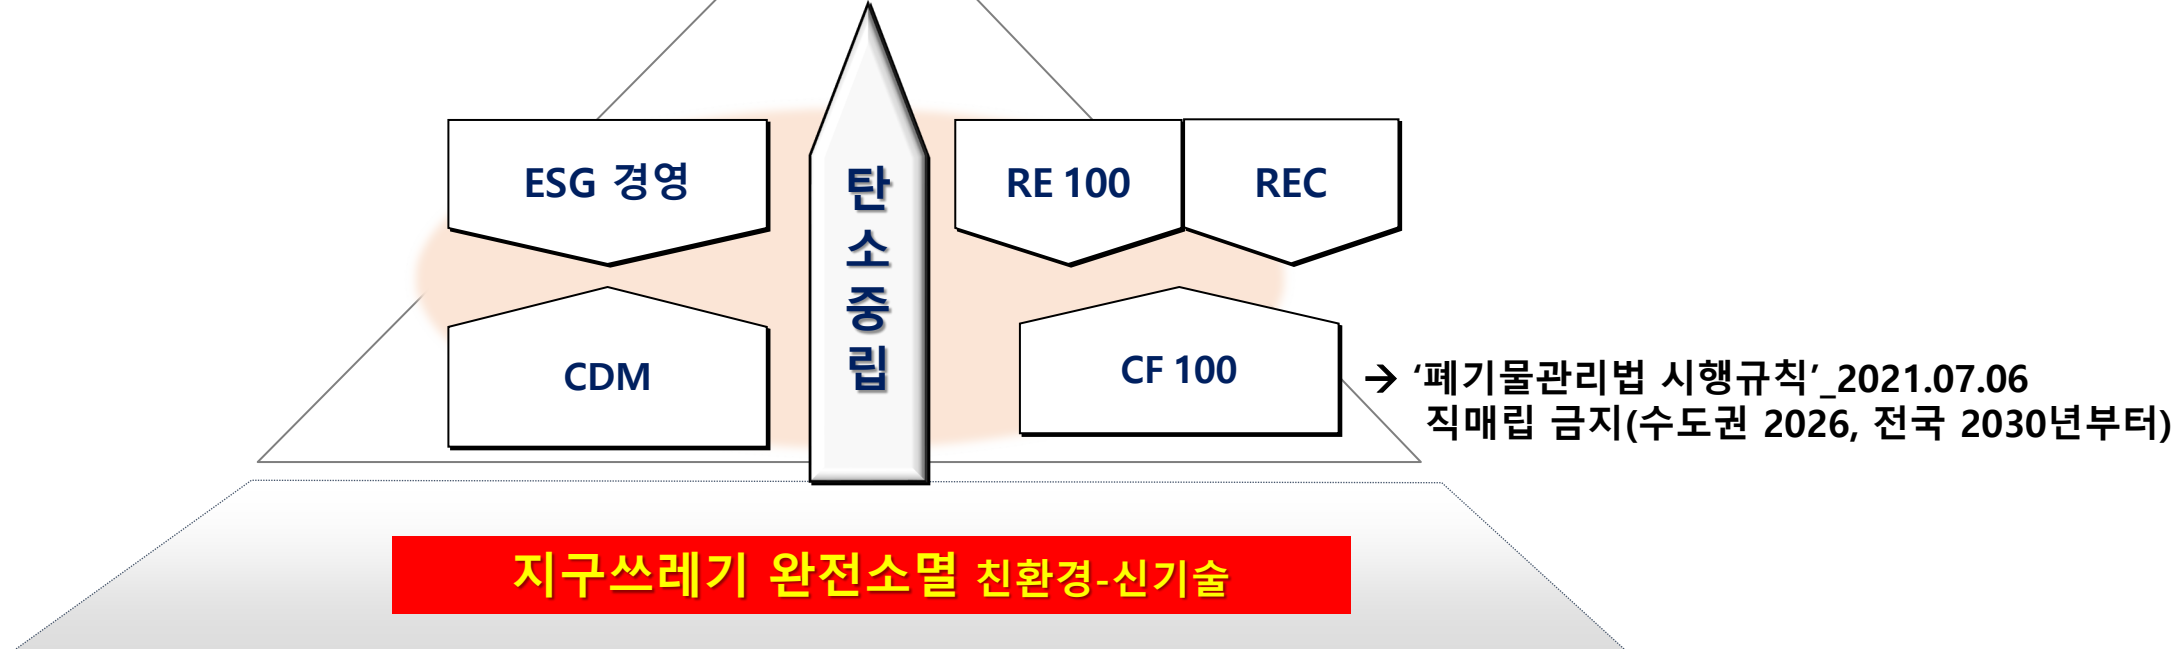 ESG 경영
탄소중립
RE 100
REC
CDM
CF 100
→ ‘폐기물관리법 시행규칙’_2021.07.06
직매립 금지(수도권 2026, 전국 2030년부터)
지구쓰레기 완전소멸 친환경-신기술